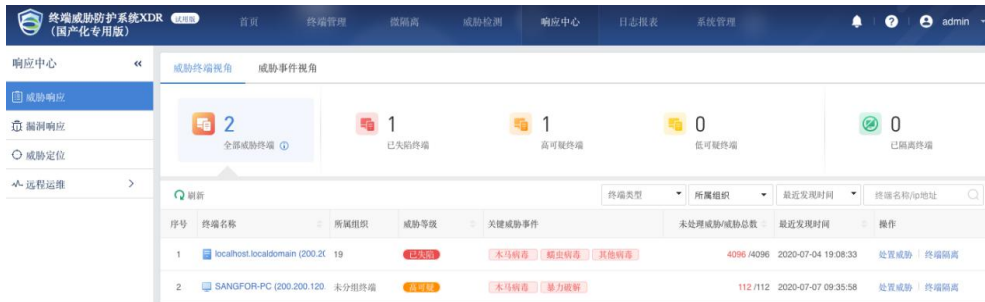 终端威胁防护系统XDR 试用版
（国产化专用版）
首页 终端管理 微隔离 威胁检测 响应中心 日志报表 系统管理 admin
响应中心 «
威胁响应
漏洞响应
威胁定位
远程运维
威胁终端视角 威胁事件视角
2 1 1 0 0
全部威胁终端 已失陷终端 高可疑终端 低可疑终端 已隔离终端
刷新 终端类型 所属组织 最近发现时间 终端名称/ip地址
序号 终端名称 所属组织 威胁等级 关键威胁事件 未处理威胁/威胁总数 最近发现时间 操作
1 localhost.localdomain (200.2( 19 已失陷 木马病毒 蠕虫病毒 其他病毒 4096 /4096 2020-07-04 19:08:33 处置威胁 终端隔离
2 SANGFOR-PC (200.200.120 未分组终端 高可疑 木马病毒 暴力破解 112 /112 2020-07-07 09:35:58 处置威胁 终端隔离